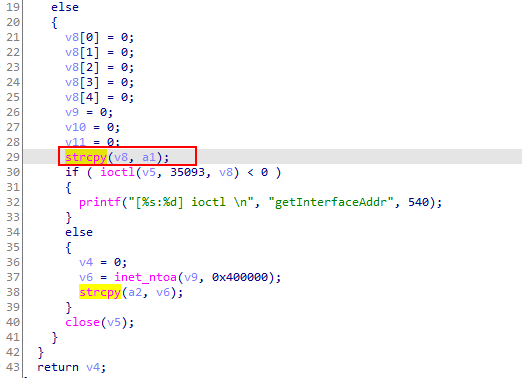 19 else
20 {
21 v8[0] = 0;
22 v8[1] = 0;
23 v8[2] = 0;
24 v8[3] = 0;
25 v8[4] = 0;
26 v9 = 0;
27 v10 = 0;
28 v11 = 0;
29 strcpy(v8, a1);
30 if ( ioctl(v5, 35093, v8) < 0 )
31 {
32 printf("[%s:%d] ioctl \n", "getInterfaceAddr", 540);
33 }
34 else
35 {
36 v4 = 0;
37 v6 = inet_ntoa(v9, 0x400000);
38 strcpy(a2, v6);
39 }
40 close(v5);
41 }
42 }
43 return v4;